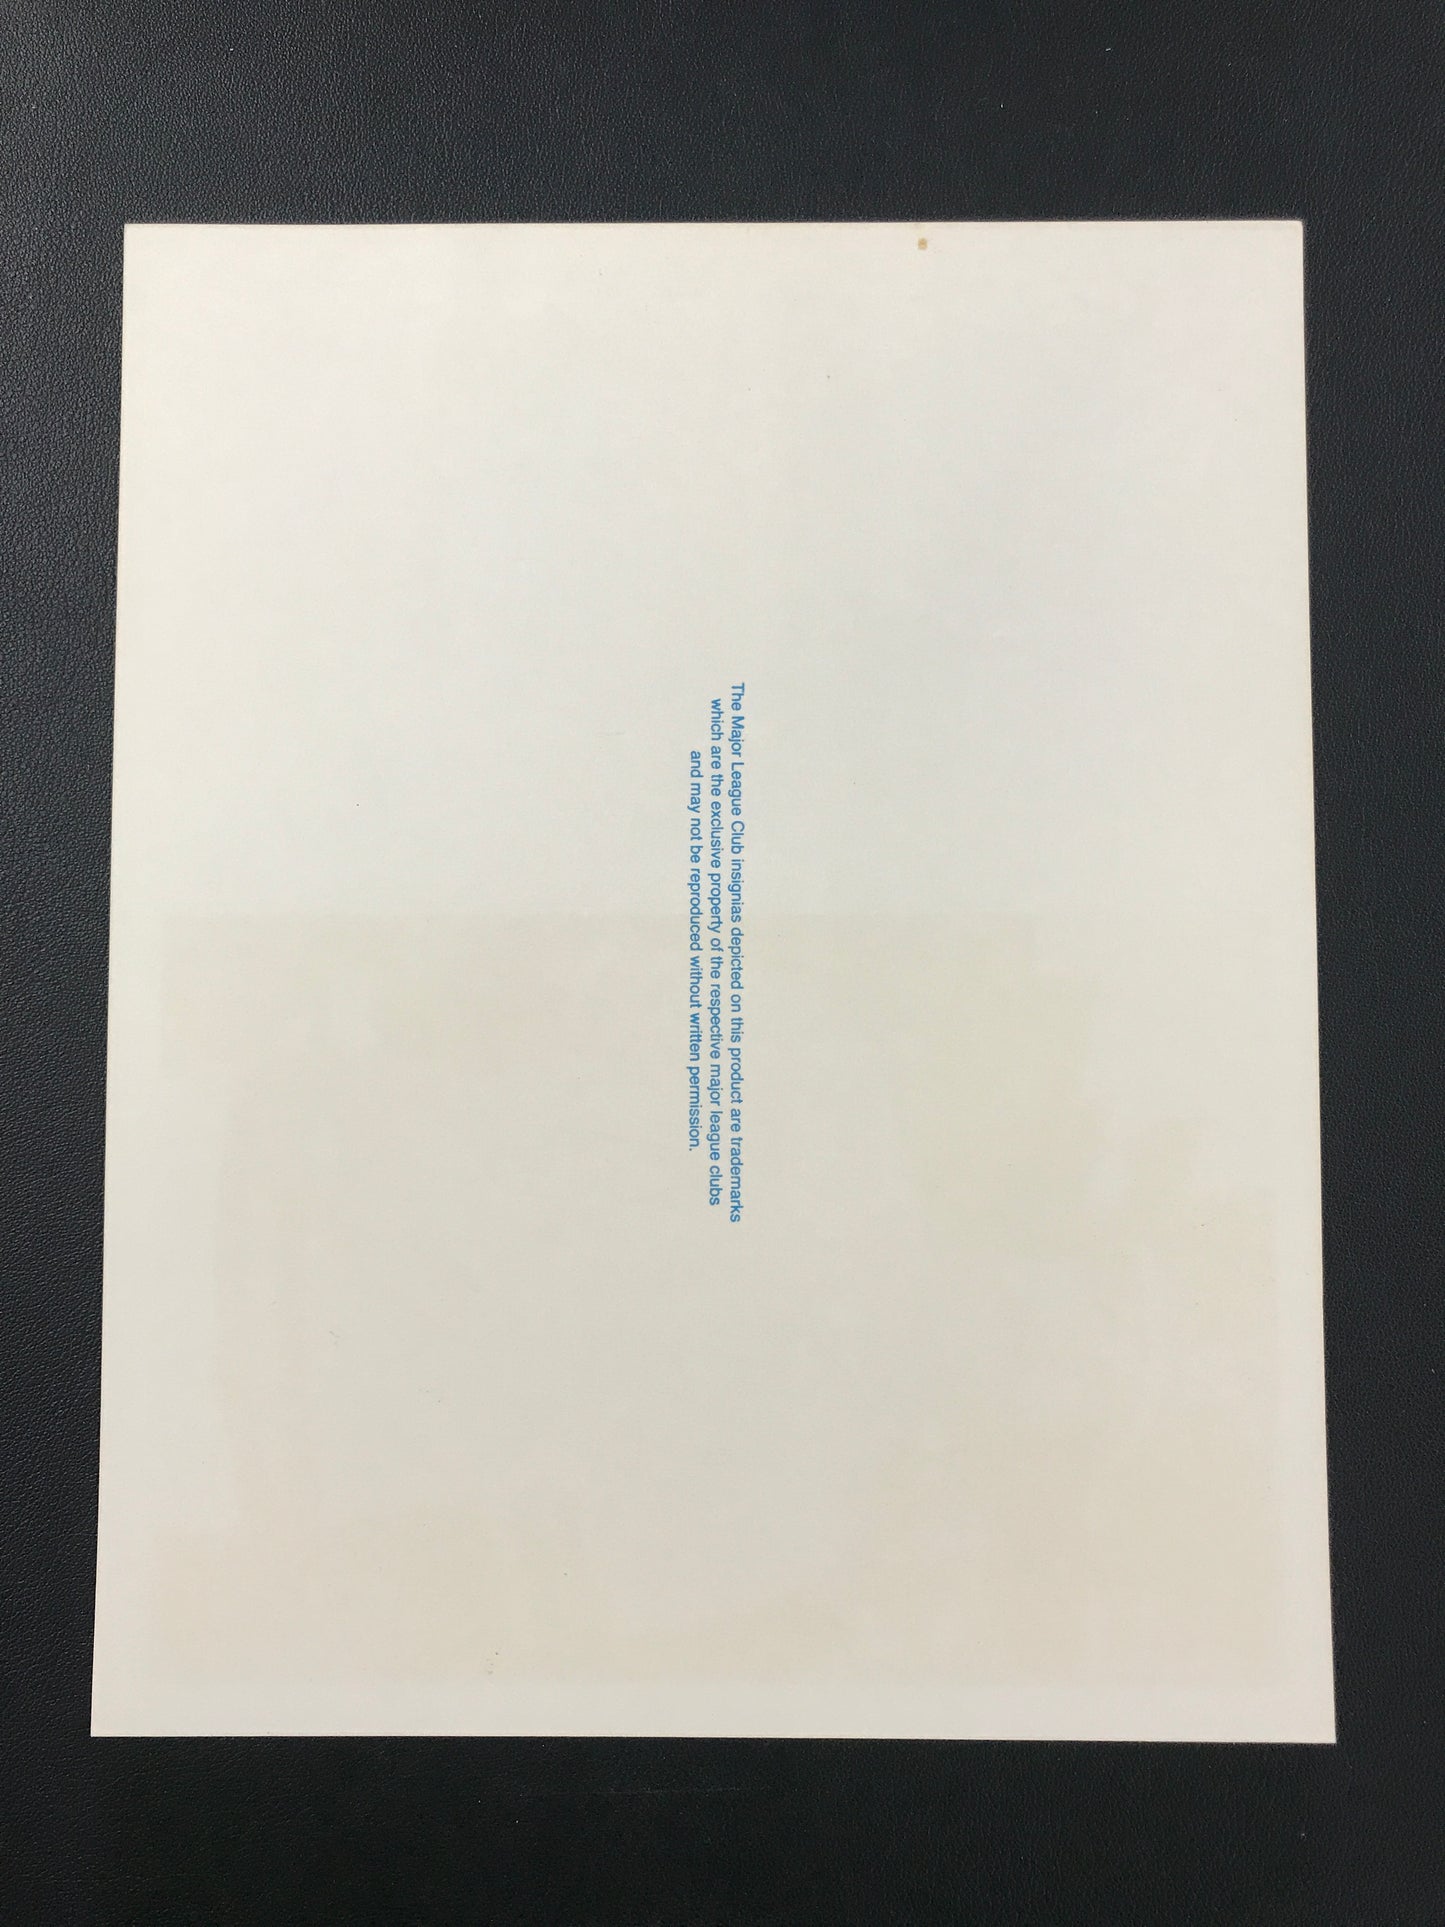 The Major League Club insignias depicted on this product are trademarks
which are the exclusive property of the respective major league clubs
and may not be reproduced without written permission.